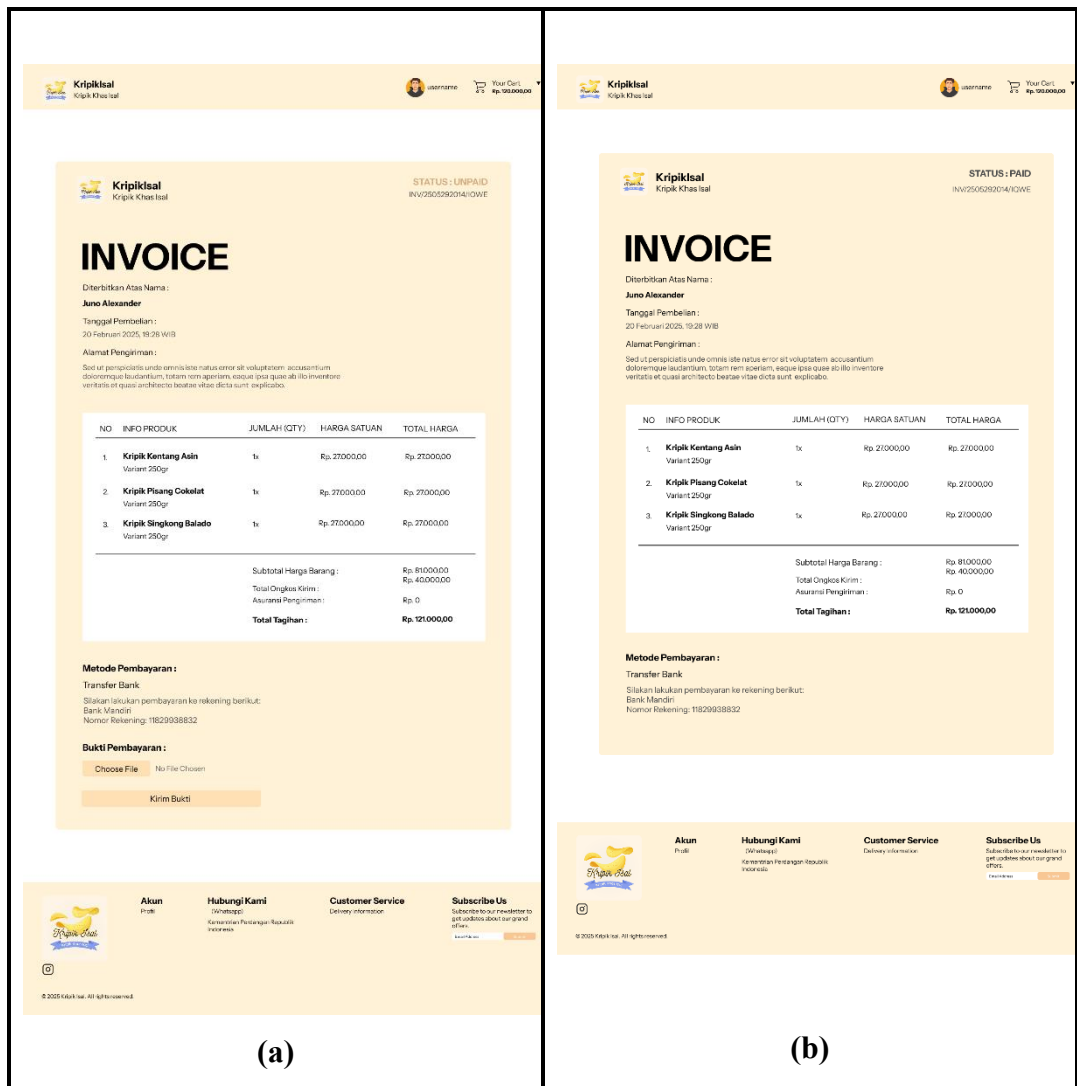 KripikIsal
Kripik Khas Isal
username
Your Cart
Rp. 120.000,00
KripikIsal
Kripik Khas Isal
STATUS : UNPAID
INV/2505292014/IQWE
INVOICE
Diterbitkan Atas Nama :
Juno Alexander
Tanggal Pembelian :
20 Februari 2025, 19:28 WIB
Alamat Pengiriman :
Sed ut perspiciatis unde omnis iste natus error sit voluptatem accusantium
doloremque laudantium, totam rem aperiam, eaque ipsa quae ab illo inventore
veritatis et quasi architecto beatae vitae dicta sunt explicabo.
NO INFO PRODUK JUMLAH (QTY) HARGA SATUAN TOTAL HARGA
1. Kripik Kentang Asin 1x Rp. 27.000,00 Rp. 27.000,00
Variant 250gr
2. Kripik Pisang Cokelat 1x Rp. 27.000,00 Rp. 27.000,00
Variant 250gr
3. Kripik Singkong Balado 1x Rp. 27.000,00 Rp. 27.000,00
Variant 250gr
Subtotal Harga Barang : Rp. 81.000,00
Rp. 40.000,00
Total Ongkos Kirim :
Asuransi Pengiriman : Rp. 0
Total Tagihan : Rp. 121.000,00
Metode Pembayaran :
Transfer Bank
Silakan lakukan pembayaran ke rekening berikut:
Bank Mandiri
Nomor Rekening: 11829938832
Bukti Pembayaran :
Choose File No File Chosen
Kirim Bukti
Kripik Isal
Akun
Profil
Hubungi Kami
(Whatsapp)
Kementrian Perdangan Republik
Indonesia
Customer Service
Delivery Information
Subscribe Us
Subscribe to our newsletter to
get updates about our grand
offers.
© 2025 Kripik Isal. All rights reserved.
(a)
KripikIsal
Kripik Khas Isal
username
Your Cart
Rp. 120.000,00
KripikIsal
Kripik Khas Isal
STATUS : PAID
INV/2505292014/IQWE
INVOICE
Diterbitkan Atas Nama :
Juno Alexander
Tanggal Pembelian :
20 Februari 2025, 19:28 WIB
Alamat Pengiriman :
Sed ut perspiciatis unde omnis iste natus error sit voluptatem accusantium
doloremque laudantium, totam rem aperiam, eaque ipsa quae ab illo inventore
veritatis et quasi architecto beatae vitae dicta sunt explicabo.
NO INFO PRODUK JUMLAH (QTY) HARGA SATUAN TOTAL HARGA
1. Kripik Kentang Asin 1x Rp. 27.000,00 Rp. 27.000,00
Variant 250gr
2. Kripik Pisang Cokelat 1x Rp. 27.000,00 Rp. 27.000,00
Variant 250gr
3. Kripik Singkong Balado 1x Rp. 27.000,00 Rp. 27.000,00
Variant 250gr
Subtotal Harga Barang : Rp. 81.000,00
Rp. 40.000,00
Total Ongkos Kirim :
Asuransi Pengiriman : Rp. 0
Total Tagihan : Rp. 121.000,00
Metode Pembayaran :
Transfer Bank
Silakan lakukan pembayaran ke rekening berikut:
Bank Mandiri
Nomor Rekening: 11829938832
Kripik Isal
Akun
Profil
Hubungi Kami
(Whatsapp)
Kementrian Perdangan Republik
Indonesia
Customer Service
Delivery Information
Subscribe Us
Subscribe to our newsletter to
get updates about our grand
offers.
© 2025 Kripik Isal. All rights reserved.
(b)